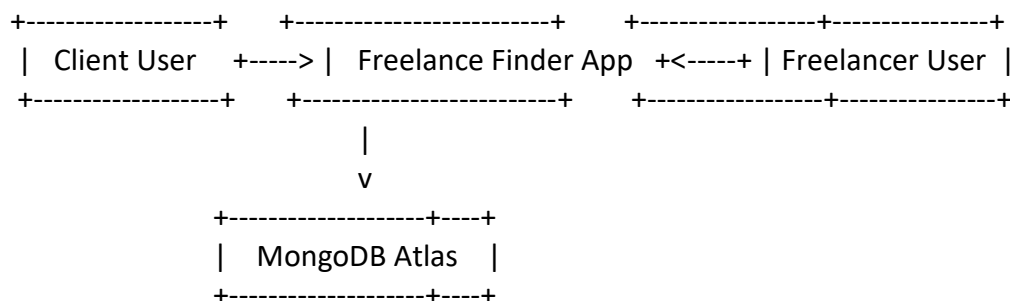 Client User
Freelance Finder App
Freelancer User
v
MongoDB Atlas